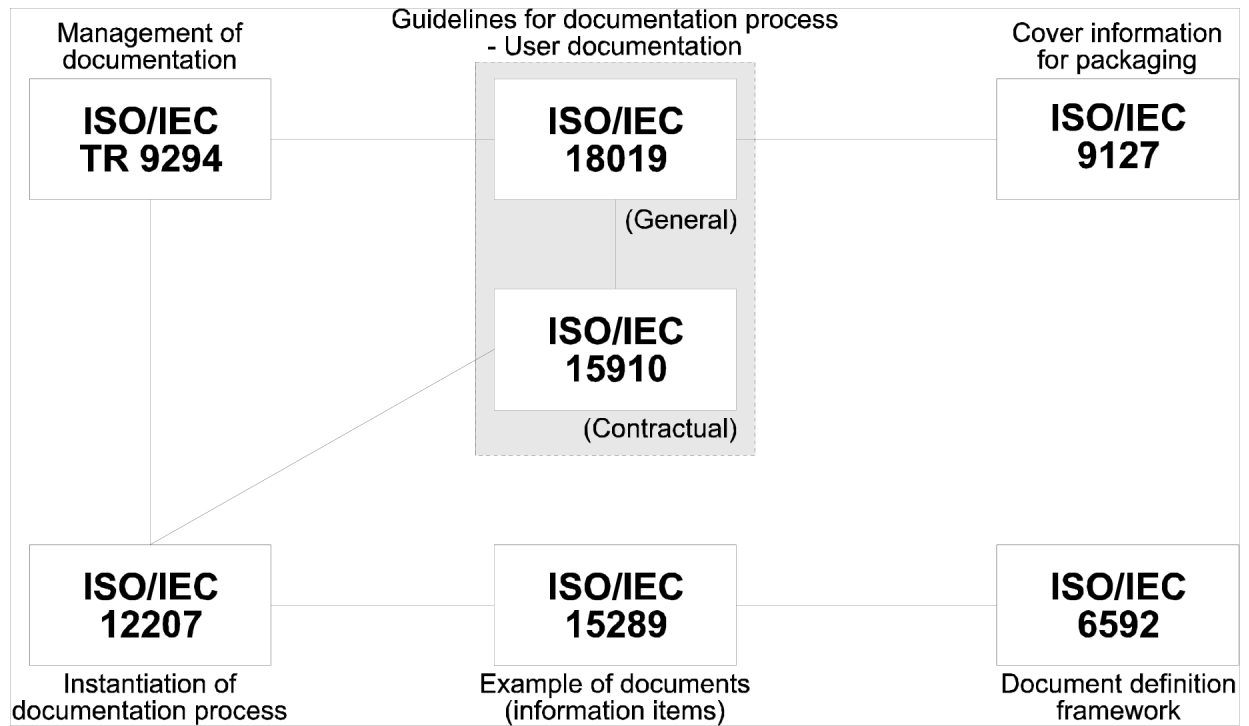 Management of
documentation
ISO/IEC
TR 9294
Guidelines for documentation process
- User documentation
ISO/IEC
18019
(General)
ISO/IEC
15910
(Contractual)
Cover information
for packaging
ISO/IEC
9127
ISO/IEC
12207
Instantiation of
documentation process
ISO/IEC
15289
Example of documents
(information items)
ISO/IEC
6592
Document definition
framework